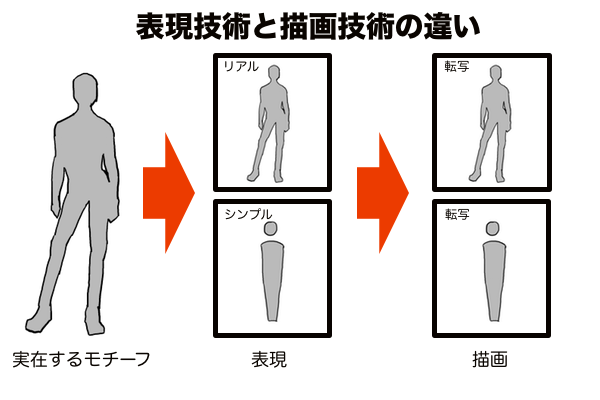 表現技術と描画技術の違い
リアル
転写
シンプル
転写
実在するモチーフ
表現
描画